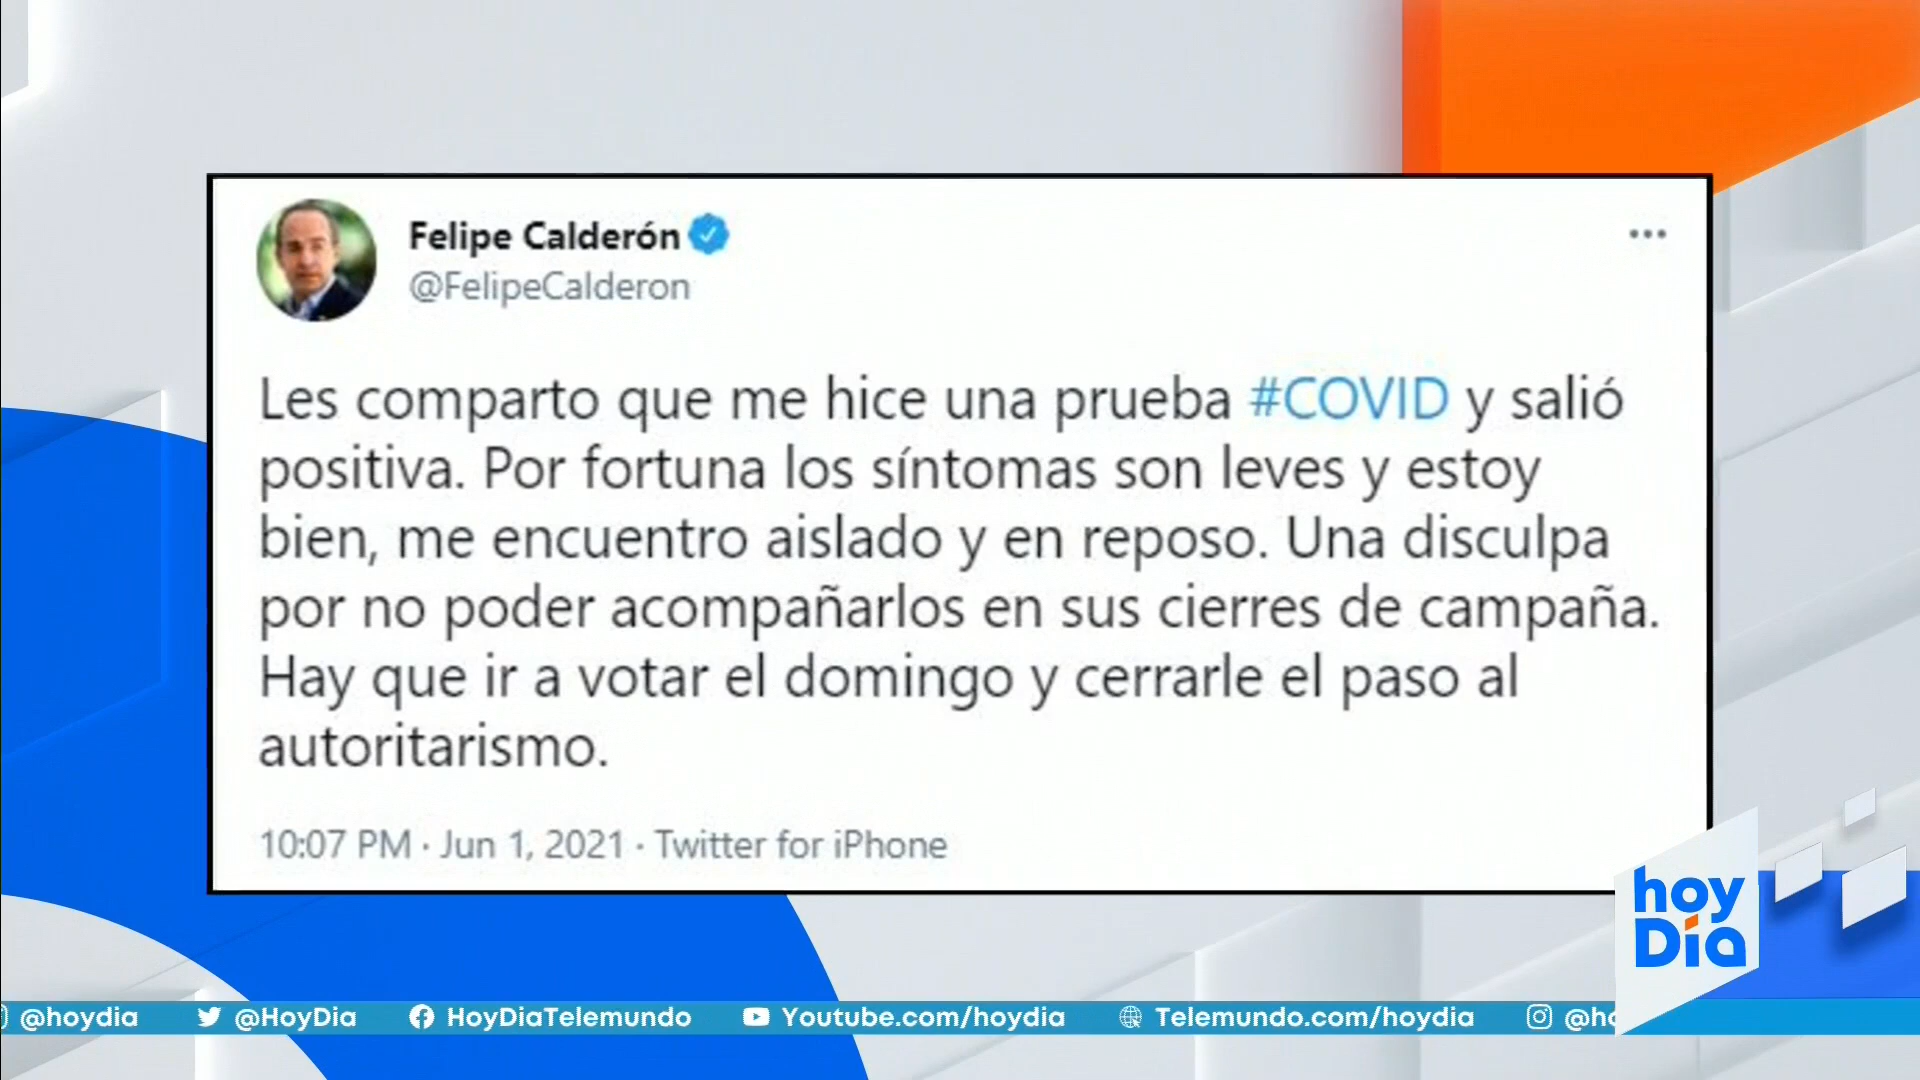 Felipe Calderón
@FelipeCalderon
Les comparto que me hice una prueba #COVID y salió
positiva. Por fortuna los síntomas son leves y estoy
bien, me encuentro aislado y en reposo. Una disculpa
por no poder acompañarlos en sus cierres de campaña.
Hay que ir a votar el domingo y cerrarle el paso al
autoritarismo.
10:07 PM · Jun 1, 2021 · Twitter for iPhone
hoy
Día
@hoydia @HoyDia HoyDiaTelemundo Youtube.com/hoydia Telemundo.com/hoydia